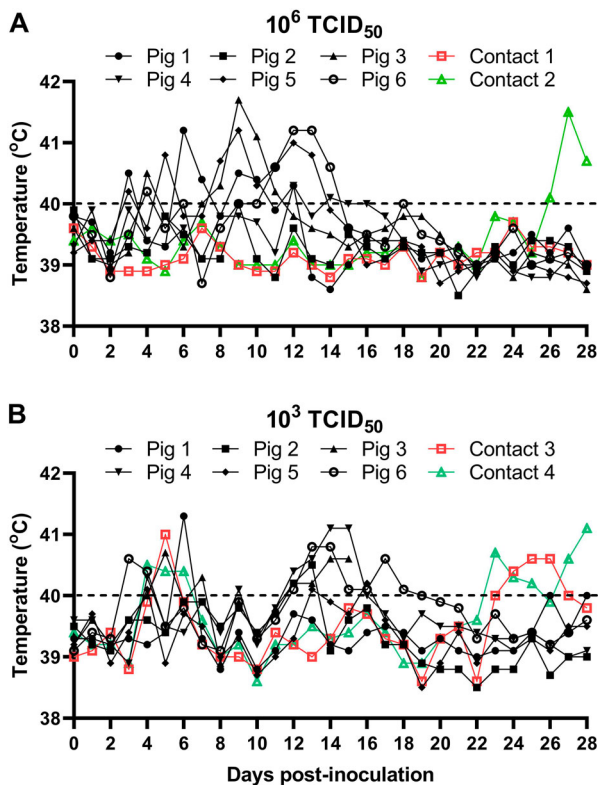 A
10⁶ TCID₅₀
Pig 1 Pig 2 Pig 3 Contact 1
Pig 4 Pig 5 Pig 6 Contact 2
Temperature (°C)
42
41
40
39
38
0 2 4 6 8 10 12 14 16 18 20 22 24 26 28
B
10³ TCID₅₀
Pig 1 Pig 2 Pig 3 Contact 3
Pig 4 Pig 5 Pig 6 Contact 4
Temperature (°C)
42
41
40
39
38
0 2 4 6 8 10 12 14 16 18 20 22 24 26 28
Days post-inoculation